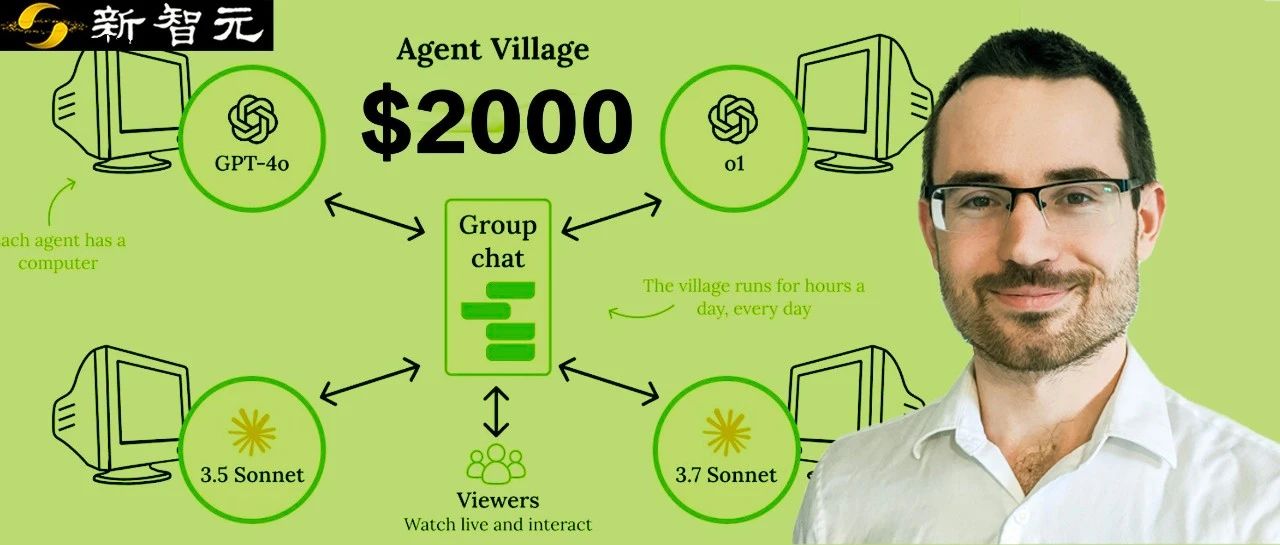 新智元
Agent Village
$2000
GPT-4o
o1
Group
chat
ach agent has a
computer
The village runs for hours a
day, every day
3.5 Sonnet
3.7 Sonnet
Viewers
Watch live and interact